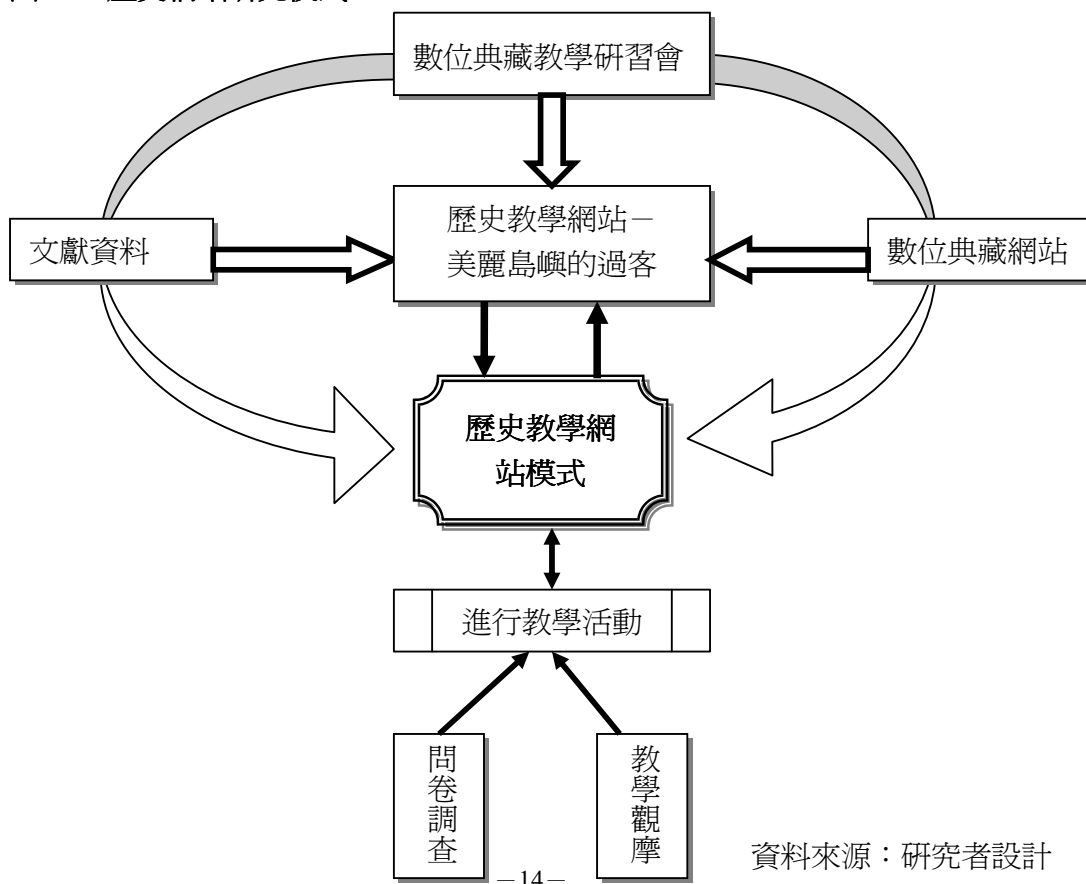 數位典藏教學研習會
歷史教學網站－
美麗島嶼的過客
文獻資料
數位典藏網站
歷史教學網
站模式
進行教學活動
問卷調查
教學觀摩
資料來源：研究者設計
－14－